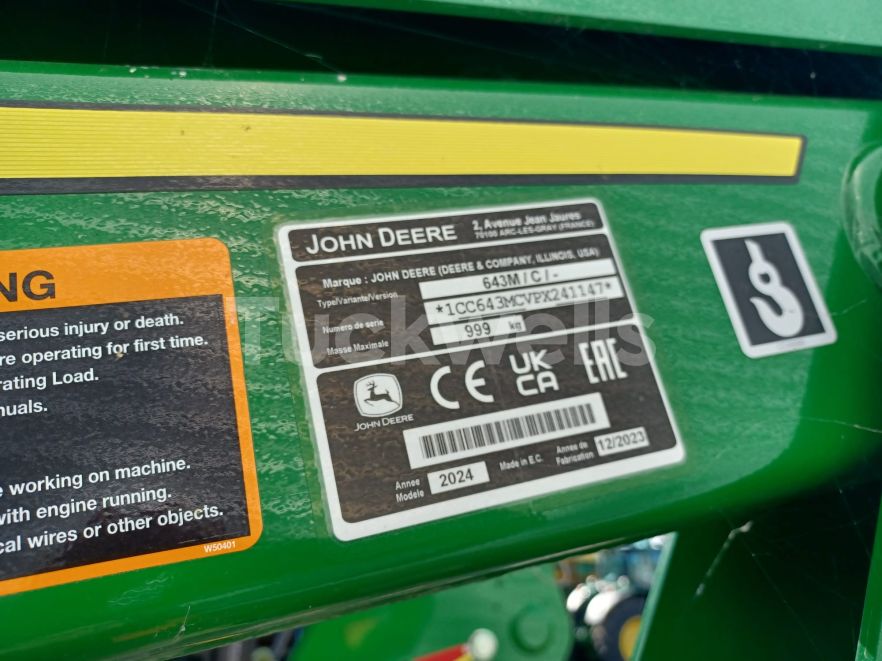 NG
serious injury or death.
re operating for first time.
rating Load.
nuals.
working on machine.
with engine running.
cal wires or other objects.
W50401
JOHN DEERE
2, Avenue Jean Jaures
70100 ARC-LES-GRAY (FRANCE)
Marque : JOHN DEERE (DEERE & COMPANY, ILLINOIS, USA)
Type/Variante/Version 643M / C / -
Numero de serie *1CC643MCVPX241147*
Masse Maximale 999 kg
JOHN DEERE
CE UK CA EAC
Annee Modele 2024 Made in E.C. Annee de Fabrication 12/2023
Tuckwells